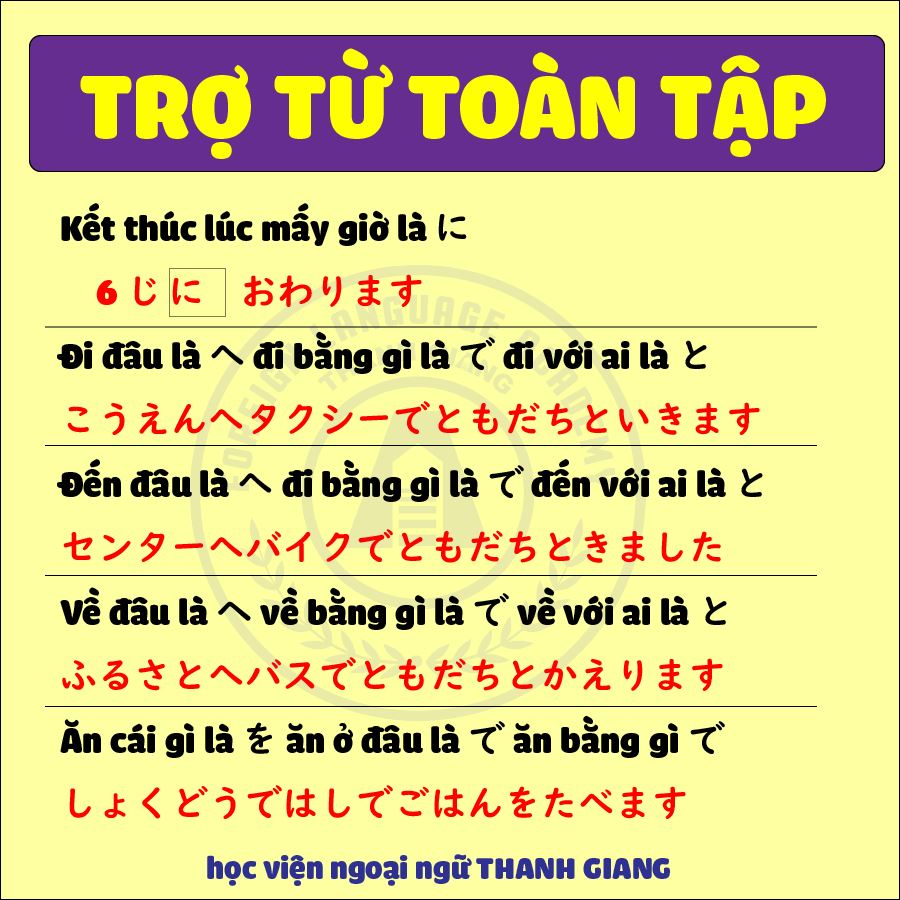 TRỢ TỪ TOÀN TẬP
Kết thúc lúc mấy giờ là に
6 じ に おわります
Đi đâu là へ đi bằng gì là で đi với ai là と
こうえんへタクシーでともだちといきます
Đến đâu là へ đi bằng gì là で đến với ai là と
センターへバイクでともだちときました
Về đâu là へ về bằng gì là で về với ai là と
ふるさとへバスでともだちとかえります
Ăn cái gì là を ăn ở đâu là で ăn bằng gì で
しょくどうではしでごはんをたべます
học viện ngoại ngữ THANH GIANG
FOREIGN LANGUAGE ACADEMY
THANH GIANG